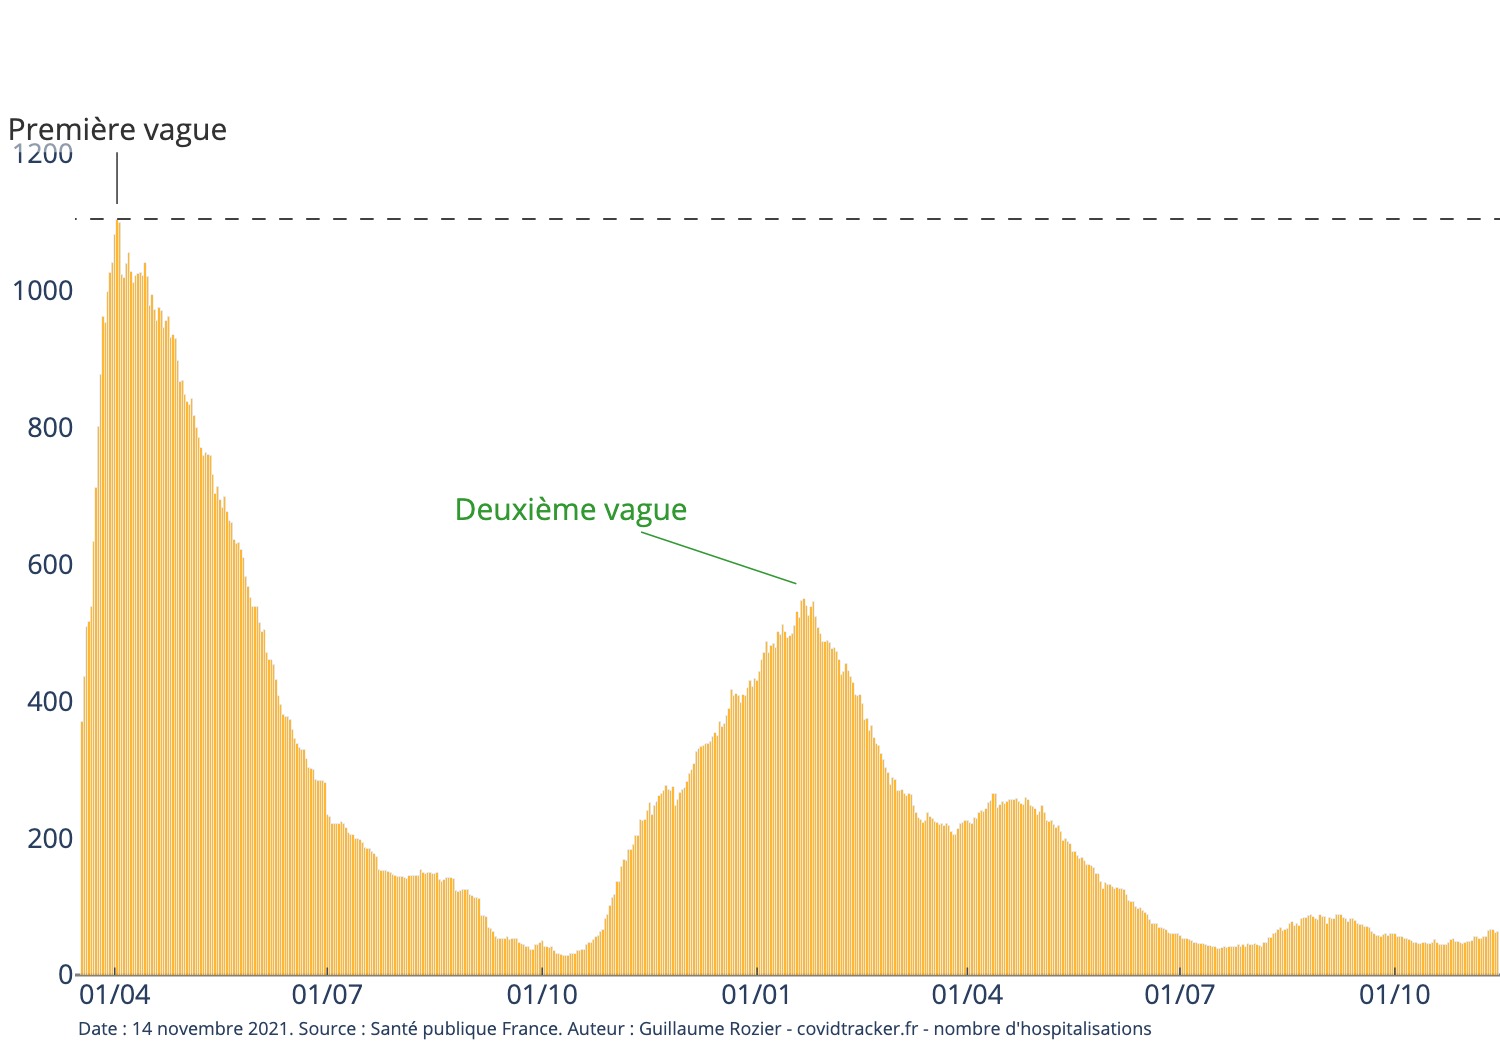 Première vague
1200
1000
800
Deuxième vague
600
400
200
0
01/04 01/07 01/10 01/01 01/04 01/07 01/10
Date : 14 novembre 2021. Source : Santé publique France. Auteur : Guillaume Rozier - covidtracker.fr - nombre d'hospitalisations